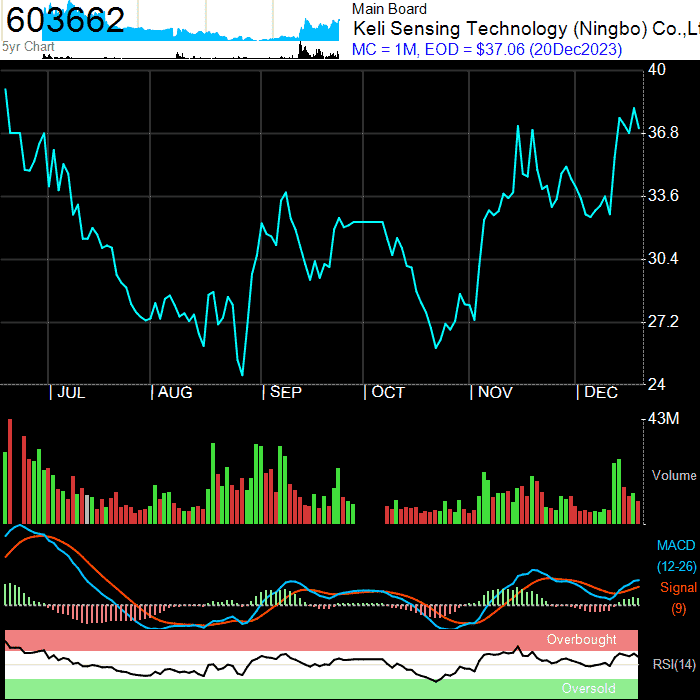 603662
5yr Chart
Main Board
Keli Sensing Technology (Ningbo) Co.,Lt
MC = 1M, EOD = $37.06 (20Dec2023)
40
36.8
33.6
30.4
27.2
24
JUL AUG SEP OCT NOV DEC
43M
Volume
MACD
(12-26)
Signal
(9)
Overbought
RSI(14)
Oversold